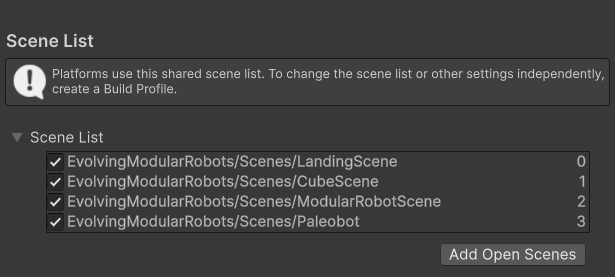 Scene List
Platforms use this shared scene list. To change the scene list or other settings independently,
create a Build Profile.
Scene List
EvolvingModularRobots/Scenes/LandingScene 0
EvolvingModularRobots/Scenes/CubeScene 1
EvolvingModularRobots/Scenes/ModularRobotScene 2
EvolvingModularRobots/Scenes/Paleobot 3
Add Open Scenes